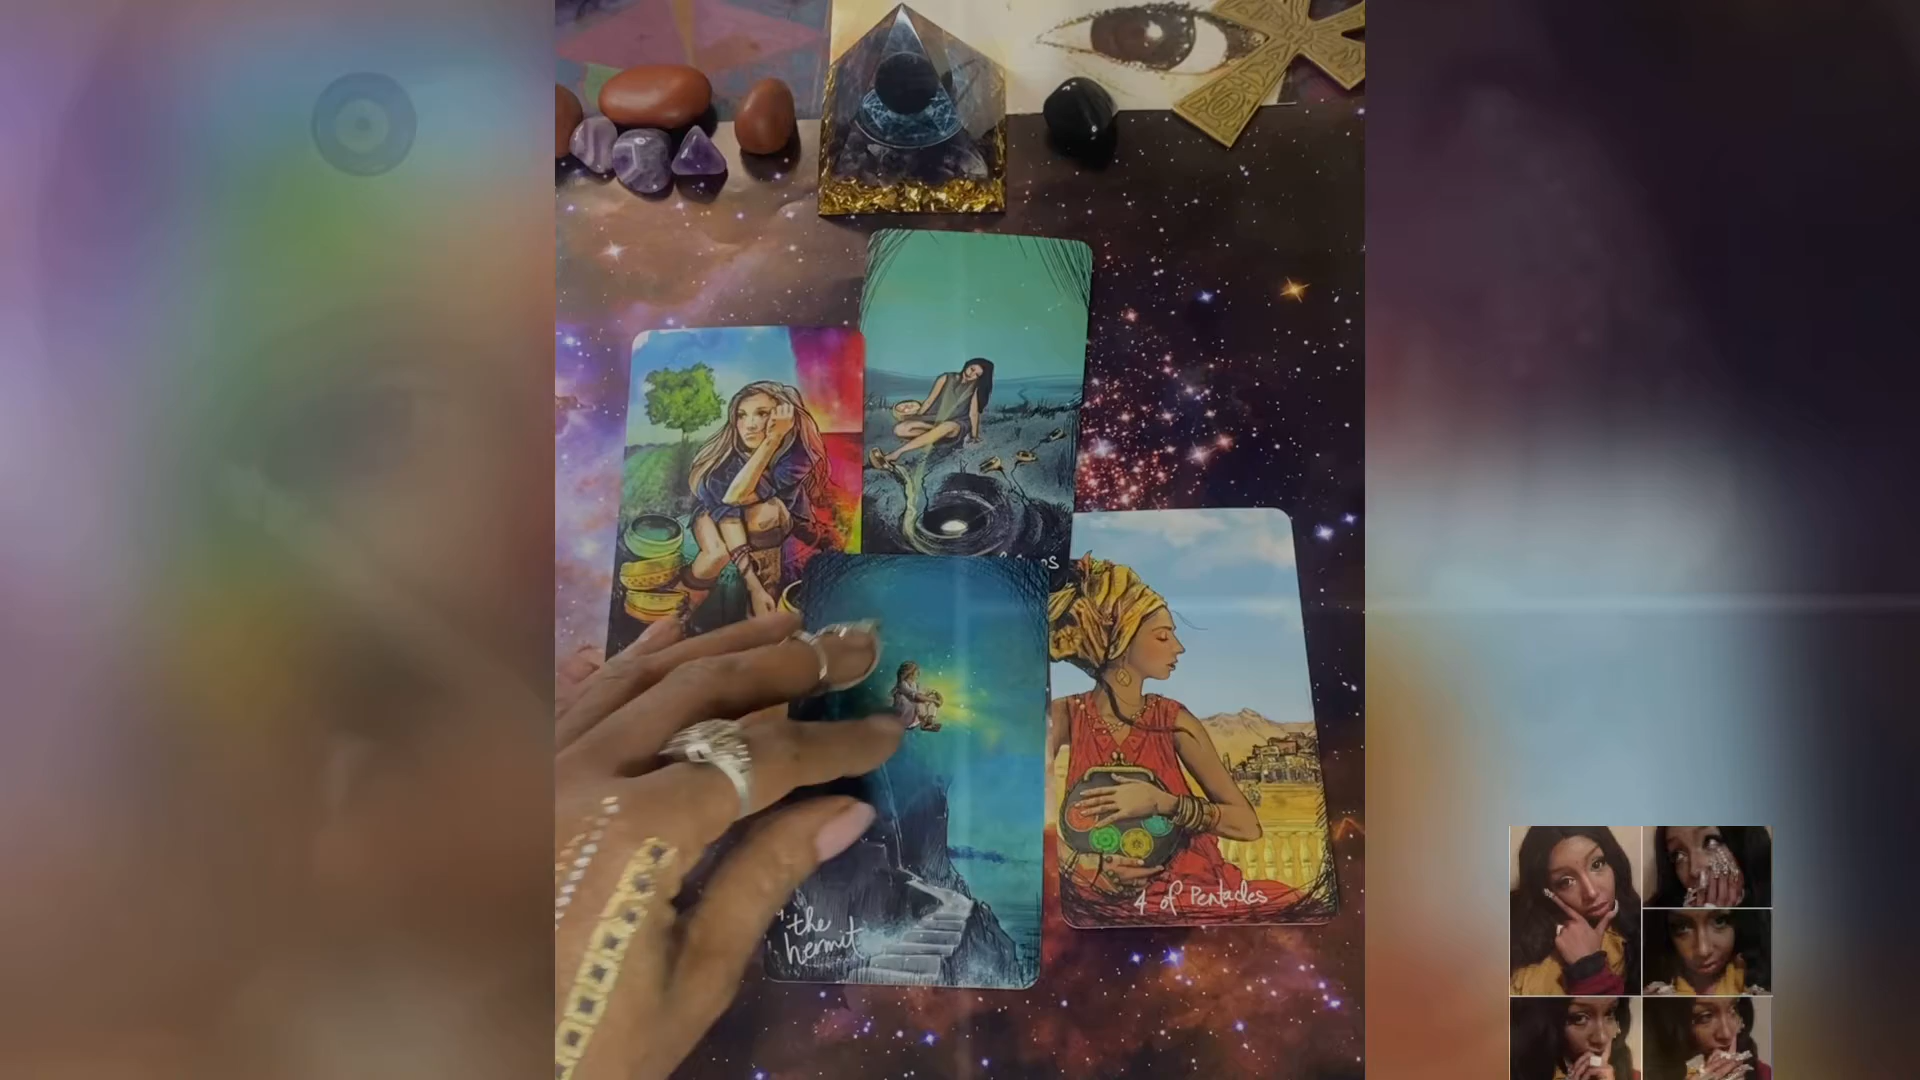 the
hermit
4 of Pentacles